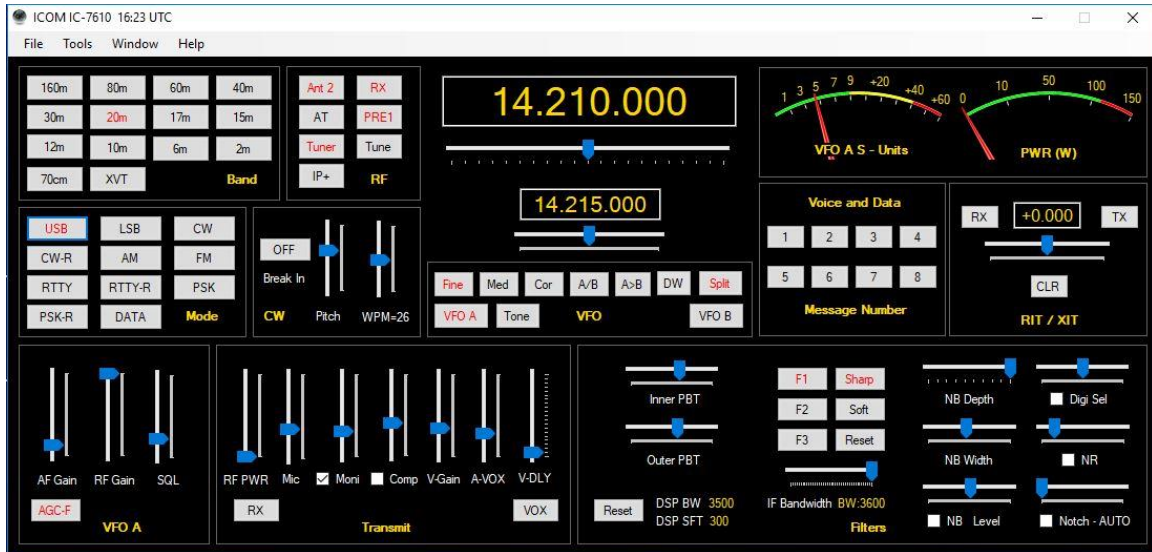 ICOM IC-7610 16:23 UTC
File Tools Window Help
160m 80m 60m 40m
30m 20m 17m 15m
12m 10m 6m 2m
70cm XVT Band
Ant 2 RX
AT PRE1
Tuner Tune
IP+ RF
14.210.000
14.215.000
1 3 5 7 9 +20 +40 +60
VFO A S - Units
0 10 50 100 150
PWR (W)
USB LSB CW
CW-R AM FM
RTTY RTTY-R PSK
PSK-R DATA Mode
OFF
Break In
CW Pitch WPM=26
Fine Med Cor A/B A>B DW Split
VFO A Tone VFO VFO B
Voice and Data
1 2 3 4
5 6 7 8
Message Number
RX +0.000 TX
CLR
RIT / XIT
AF Gain RF Gain SQL
AGC-F VFO A
RF PWR Mic Moni Comp V-Gain A-VOX V-DLY
RX Transmit VOX
Inner PBT
Outer PBT
Reset DSP BW 3500
DSP SFT 300
F1 Sharp
F2 Soft
F3 Reset
IF Bandwidth BW:3600
Filters
NB Depth Digi Sel
NB Width NR
NB Level Notch - AUTO